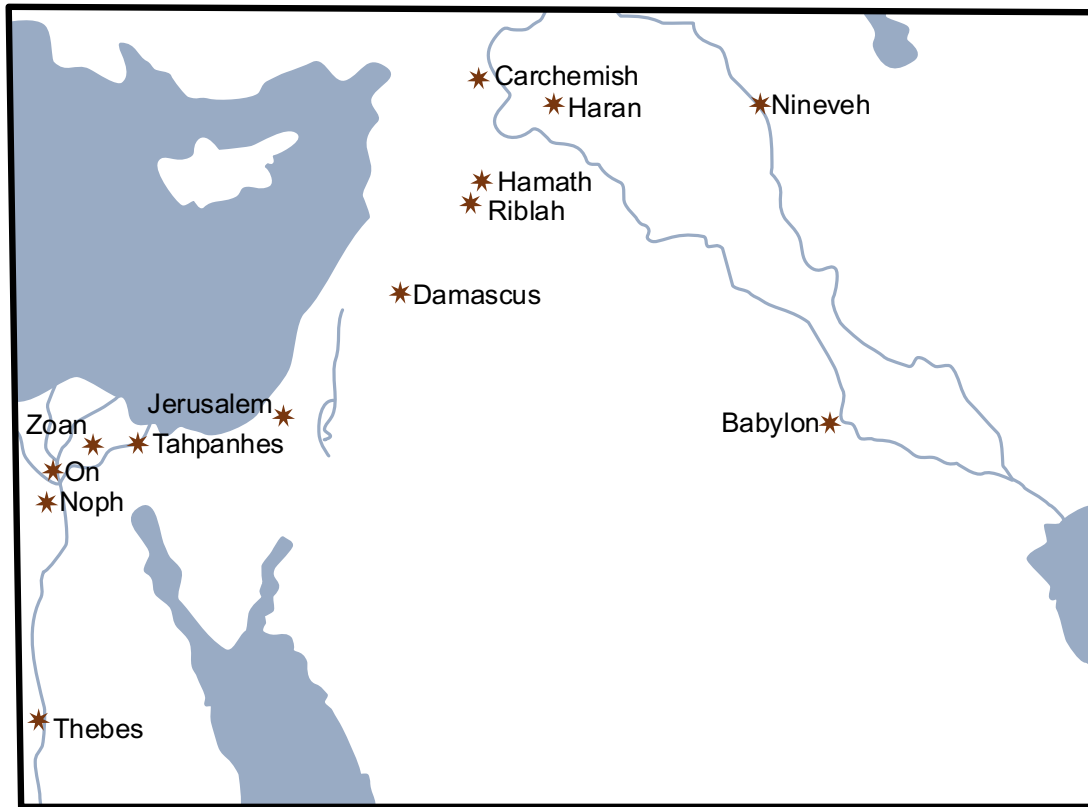 Carchemish
Haran
Nineveh
Hamath
Riblah
Damascus
Jerusalem
Babylon
Zoan
Tahpanhes
On
Noph
Thebes